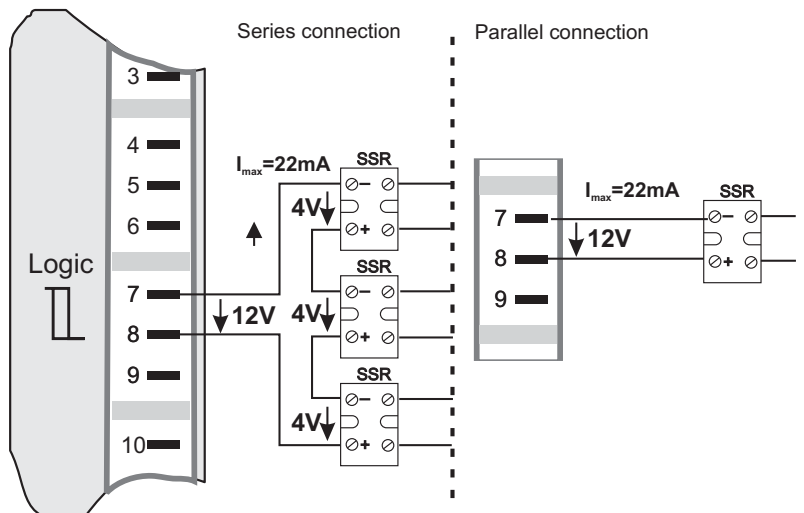 Series connection
Parallel connection
3
4
5
6
7
8
9
10
Logic
12V
Imax=22mA
SSR
–
4V
+
SSR
–
4V
+
SSR
–
4V
+
7
8
9
Imax=22mA
12V
SSR
–
+